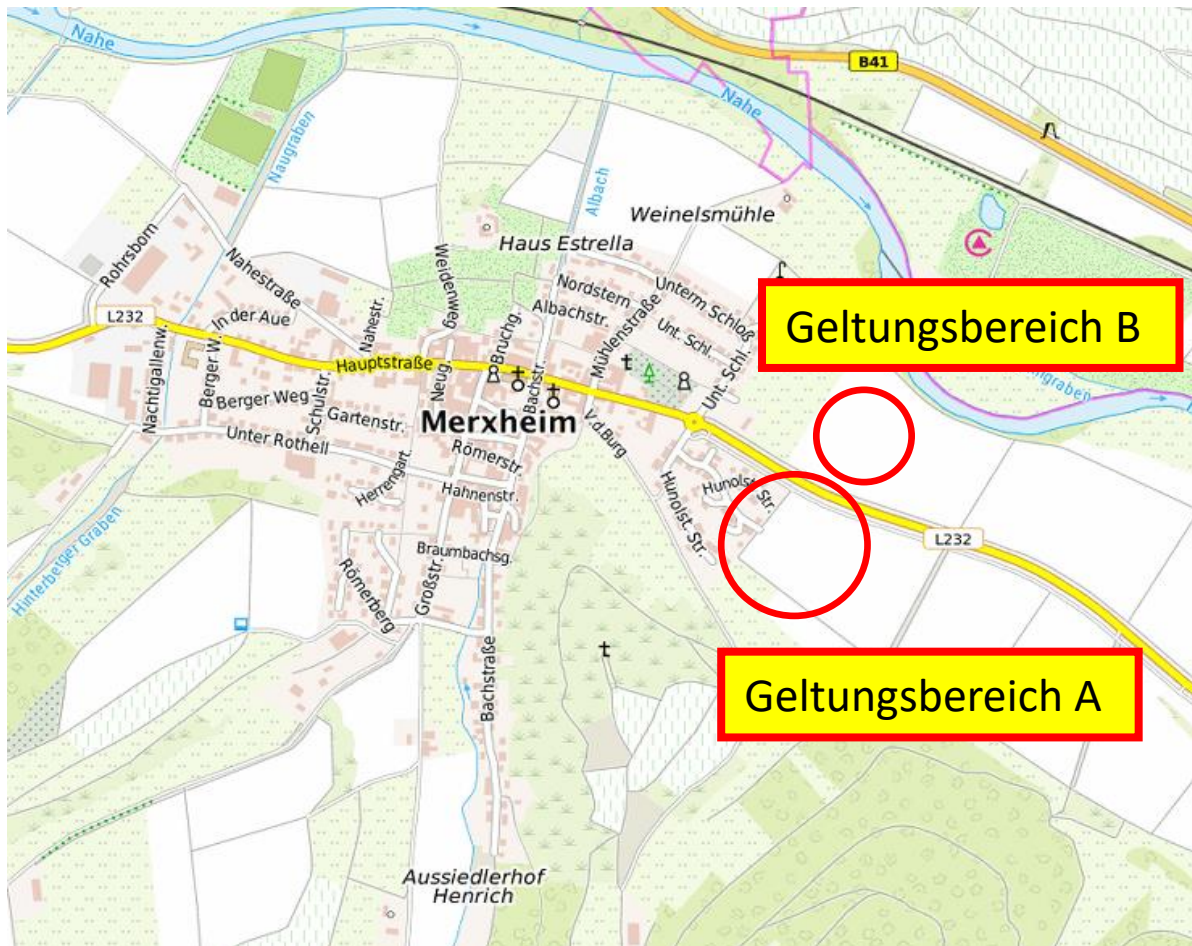 Nahe
B41
Nahe
Naugraben
Albach
Weinelsmühle
Haus Estrella
Rohrsborn
Nahestraße
Weidenweg
Nordstern
Unterm Schloß
Albachstr.
Mühlenstraße
Unt. Schl.
Geltungsbereich B
L232
In der Aue
Nahestr.
Bruchg.
Hauptstraße
Neug.
Bachstr.
Unt. Schl.
Nachtigallenw.
Berger W.
Berger Weg
Schulstr.
Gartenstr.
Merxheim
V.d.Burg
Unter Rothell
Römerstr.
Herrengart.
Hahnenstr.
Hunolst. Str.
Hunolst. Str.
L232
Hinterberger Graben
Braumbachsg.
Römerberg
Großstr.
Bachstraße
Geltungsbereich A
Aussiedlerhof
Henrich